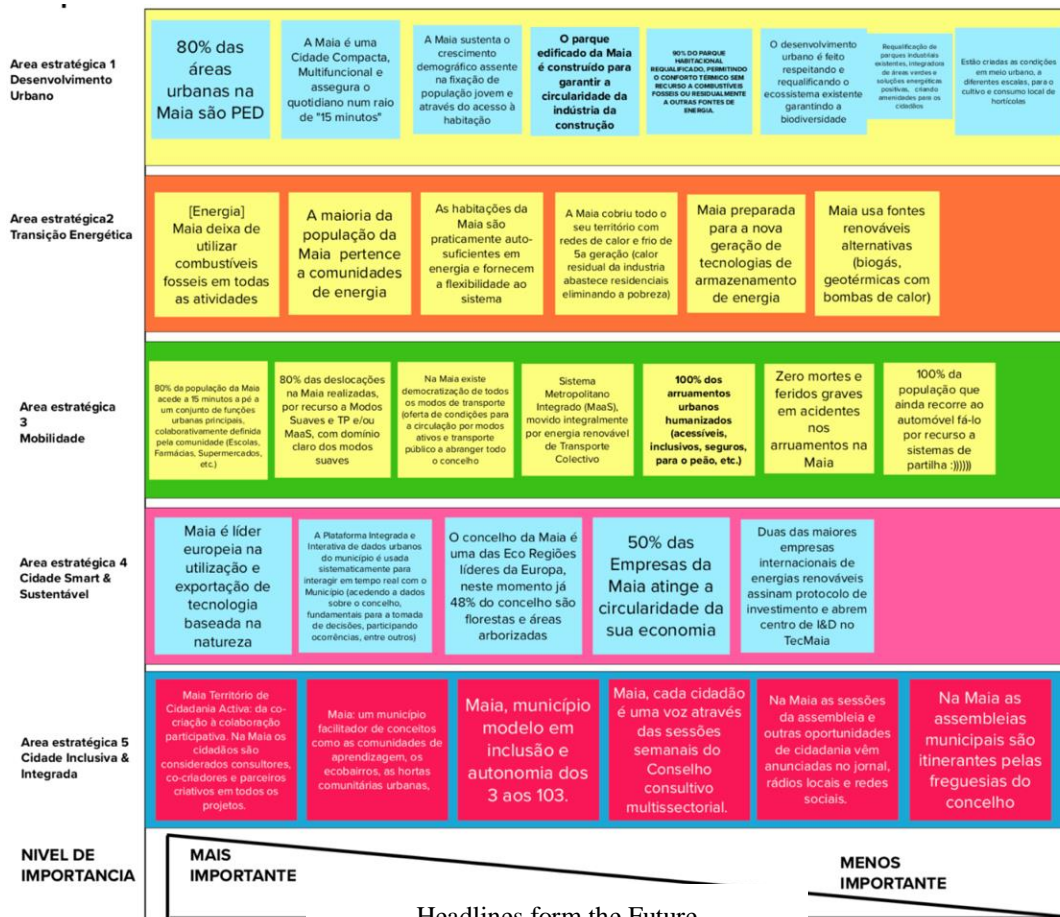 Area estratégica 1
Desenvolvimento
Urbano
80% das
áreas
urbanas na
Maia são PED
A Maia é uma
Cidade Compacta,
Multifuncional e
assegura o
quotidiano num raio
de "15 minutos"
A Maia sustenta o
crescimento
demográfico assente
na fixação de
população jovem e
através do acesso à
habitação
O parque
edificado da Maia
é construído para
garantir a
circularidade da
indústria da
construção
90% DO PARQUE
HABITACIONAL
REQUALIFICADO, PERMITINDO
O CONFORTO TÉRMICO SEM
RECURSO A COMBUSTÍVEIS
FOSSEIS OU RESIDUALMENTE
A OUTRAS FONTES DE
ENERGIA.
O desenvolvimento
urbano é feito
respeitando e
requalificando o
ecossistema existente
garantindo a
biodiversidade
Requalificação de
parques industriais
existentes, integradora
de áreas verdes e
soluções energéticas
positivas, criando
amenidades para os
cidadãos
Estão criadas as condições
em meio urbano, a
diferentes escalas, para o
cultivo e consumo local de
hortícolas
Area estratégica2
Transição Energética
[Energia]
Maia deixa de
utilizar
combustíveis
fosseis em todas
as atividades
A maioria da
população da
Maia pertence
a comunidades
de energia
As habitações da
Maia são
praticamente auto-
suficientes em
energia e fornecem
a flexibilidade ao
sistema
A Maia cobriu todo o
seu território com
redes de calor e frio de
5a geração (calor
residual da industria
abastece residenciais
eliminando a pobreza)
Maia preparada
para a nova
geração de
tecnologias de
armazenamento
de energia
Maia usa fontes
renováveis
alternativas
(biogás,
geotérmicas com
bombas de calor)
Area estratégica
3
Mobilidade
80% da população da Maia
acede a 15 minutos a pé a
um conjunto de funções
urbanas principais,
colaborativamente definida
pela comunidade (Escolas,
Farmácias, Supermercados,
etc.)
80% das deslocações
na Maia realizadas,
por recurso a Modos
Suaves e TP e/ou
MaaS, com domínio
claro dos modos
suaves
Na Maia existe
democratização de todos
os modos de transporte
(oferta de condições para
a circulação por modos
ativos e transporte
público a abranger todo
o concelho
Sistema
Metropolitano
Integrado (MaaS),
movido integralmente
por energia renovável
de Transporte
Colectivo
100% dos
arruamentos
urbanos
humanizados
(acessíveis,
inclusivos, seguros,
para o peão, etc.)
Zero mortes e
feridos graves
em acidentes
nos
arruamentos na
Maia
100% da
população que
ainda recorre ao
automóvel fá-lo
por recurso a
sistemas de
partilha :))))))
Area estratégica 4
Cidade Smart &
Sustentável
Maia é líder
europeia na
utilização e
exportação de
tecnologia
baseada na
natureza
A Plataforma Integrada e
Interativa de dados urbanos
do município é usada
sistematicamente para
interagir em tempo real com o
Município (acedendo a dados
sobre o concelho,
fundamentais para a tomada
de decisões, participando
ocorrências, entre outros)
O concelho da Maia é
uma das Eco Regiões
líderes da Europa,
neste momento já
48% do concelho são
florestas e áreas
arborizadas
50% das
Empresas da
Maia atinge a
circularidade da
sua economia
Duas das maiores
empresas
internacionais de
energias renováveis
assinam protocolo de
investimento e abrem
centro de I&D no
TecMaia
Area estratégica 5
Cidade Inclusiva &
Integrada
Maia Território de
Cidadania Activa: da co-
criação à colaboração
participativa. Na Maia os
cidadãos são
considerados consultores,
co-criadores e parceiros
criativos em todos os
projetos.
Maia: um município
facilitador de conceitos
como as comunidades de
aprendizagem, os
ecobairros, as hortas
comunitárias urbanas,
Maia, município
modelo em
inclusão e
autonomia dos
3 aos 103.
Maia, cada cidadão
é uma voz através
das sessões
semanais do
Conselho
consultivo
multissectorial.
Na Maia as sessões
da assembleia e
outras oportunidades
de cidadania vêm
anunciadas no jornal,
rádios locais e redes
sociais.
Na Maia as
assembleias
municipais são
itinerantes pelas
freguesias do
concelho
NIVEL DE
IMPORTANCIA
MAIS
IMPORTANTE
MENOS
IMPORTANTE
Headlines form the Future